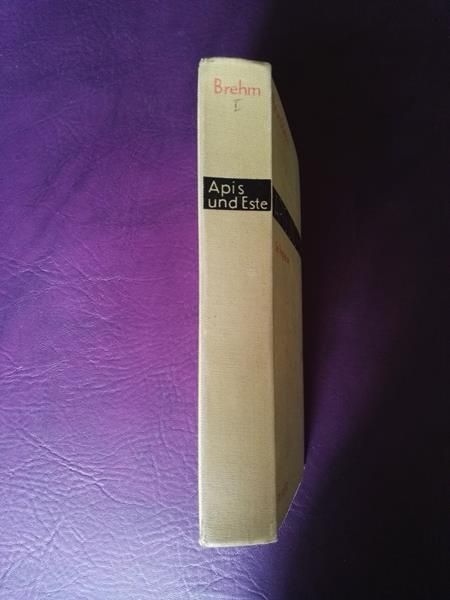 Brehm
I
Apis
und Este